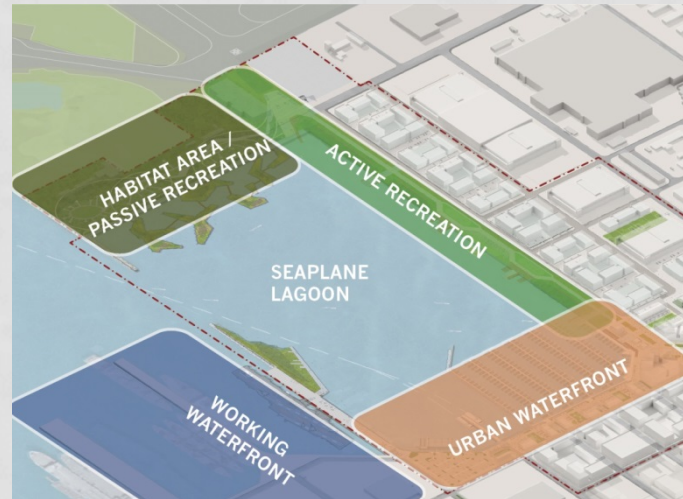 HABITAT AREA /
PASSIVE RECREATION
ACTIVE RECREATION
SEAPLANE
LAGOON
WORKING
WATERFRONT
URBAN WATERFRONT